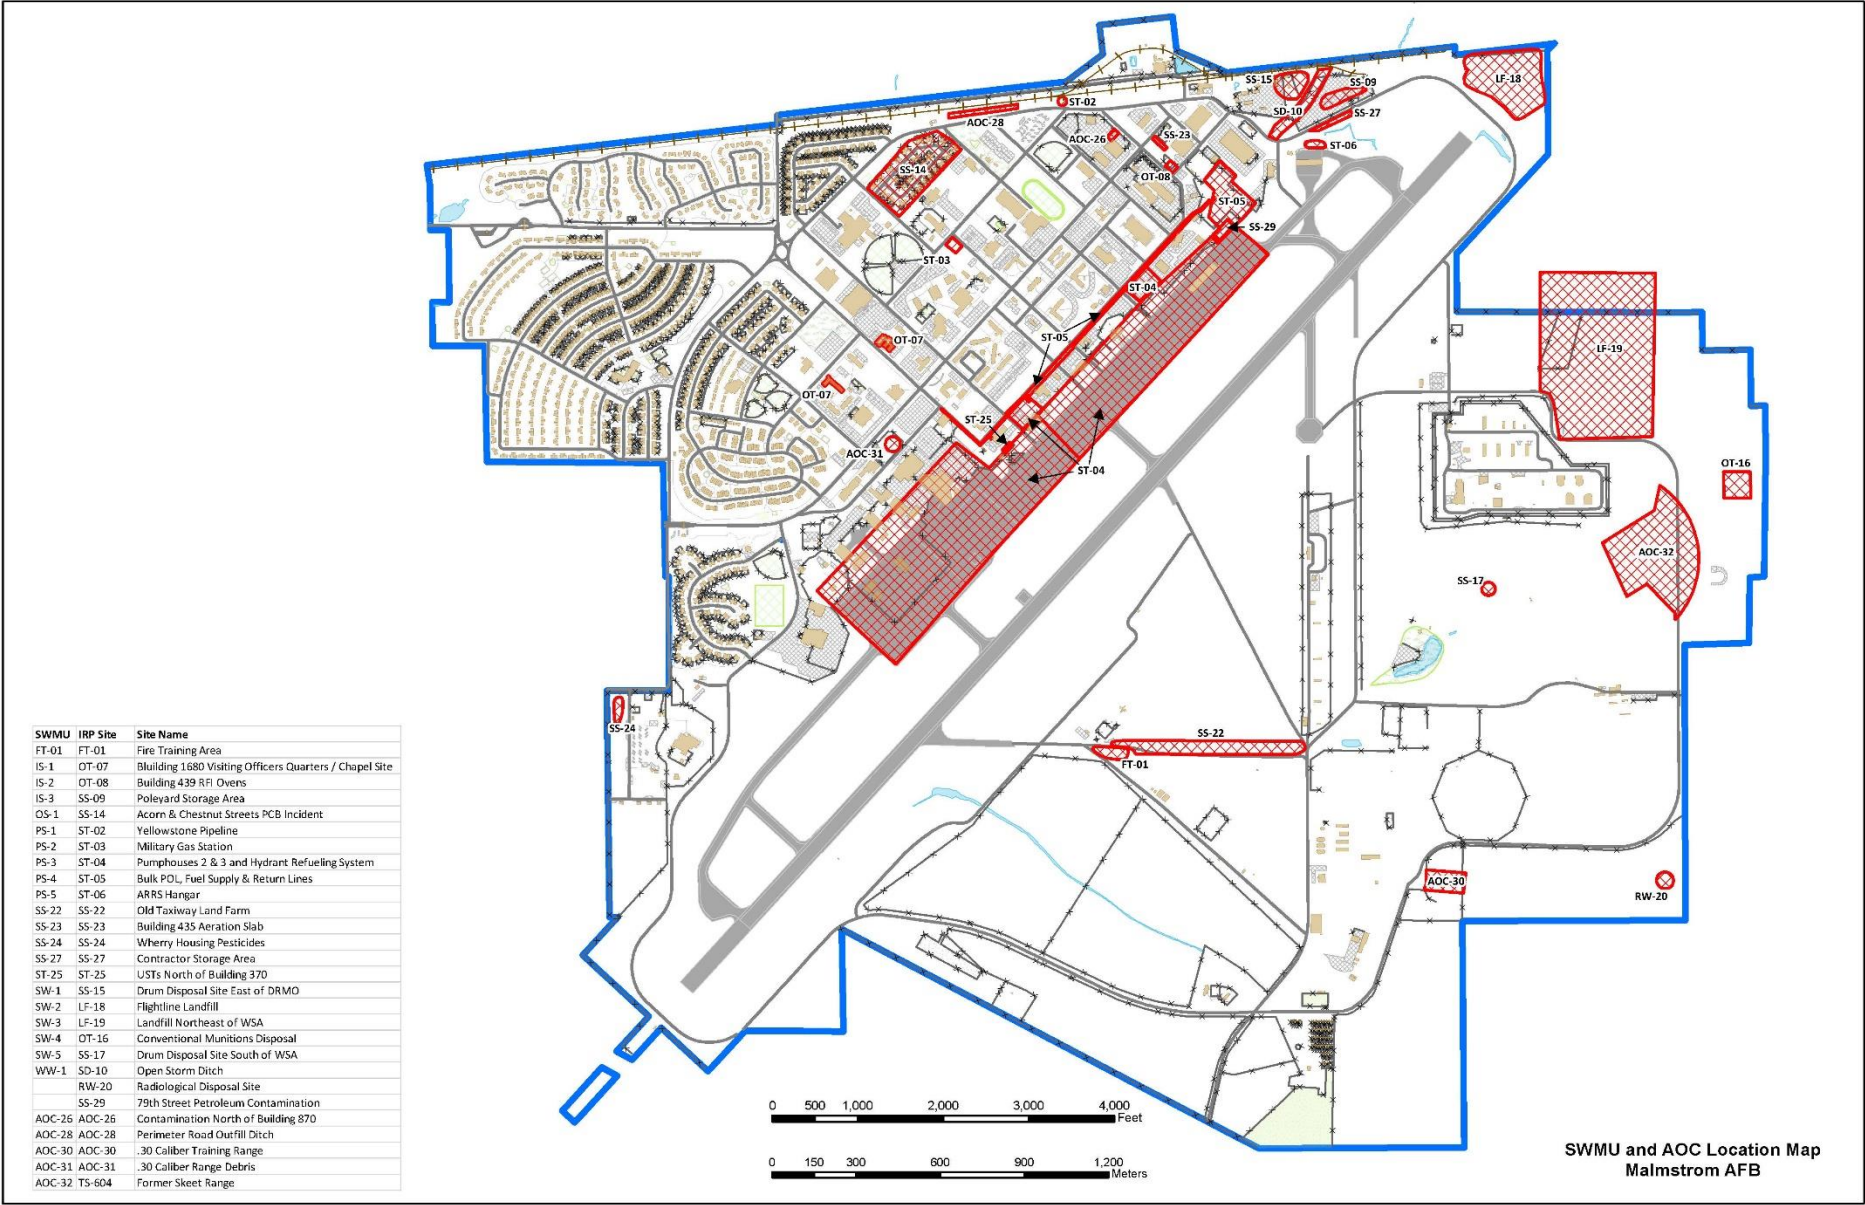 SS-15
SS-09
LF-18
ST-02
SD-10
SS-27
AOC-28
AOC-26
SS-23
ST-06
SS-14
OT-08
ST-05
SS-29
ST-03
ST-04
ST-05
OT-07
LF-19
OT-07
ST-25
AOC-31
ST-04
OT-16
AOC-32
SS-17
SS-24
SS-22
FT-01
AOC-30
RW-20
SWMU IRP Site Site Name
FT-01 FT-01 Fire Training Area
IS-1 OT-07 Bluilding 1680 Visiting Officers Quarters / Chapel Site
IS-2 OT-08 Building 439 RFI Ovens
IS-3 SS-09 Poleyard Storage Area
OS-1 SS-14 Acorn & Chestnut Streets PCB Incident
PS-1 ST-02 Yellowstone Pipeline
PS-2 ST-03 Military Gas Station
PS-3 ST-04 Pumphouses 2 & 3 and Hydrant Refueling System
PS-4 ST-05 Bulk POL, Fuel Supply & Return Lines
PS-5 ST-06 ARRS Hangar
SS-22 SS-22 Old Taxiway Land Farm
SS-23 SS-23 Building 435 Aeration Slab
SS-24 SS-24 Wherry Housing Pesticides
SS-27 SS-27 Contractor Storage Area
ST-25 ST-25 USTs North of Building 370
SW-1 SS-15 Drum Disposal Site East of DRMO
SW-2 LF-18 Flightline Landfill
SW-3 LF-19 Landfill Northeast of WSA
SW-4 OT-16 Conventional Munitions Disposal
SW-5 SS-17 Drum Disposal Site South of WSA
WW-1 SD-10 Open Storm Ditch
RW-20 Radiological Disposal Site
SS-29 79th Street Petroleum Contamination
AOC-26 AOC-26 Contamination North of Building 870
AOC-28 AOC-28 Perimeter Road Outfill Ditch
AOC-30 AOC-30 .30 Caliber Training Range
AOC-31 AOC-31 .30 Caliber Range Debris
AOC-32 TS-604 Former Skeet Range
0 500 1,000 2,000 3,000 4,000
Feet
0 150 300 600 900 1,200
Meters
SWMU and AOC Location Map
Malmstrom AFB